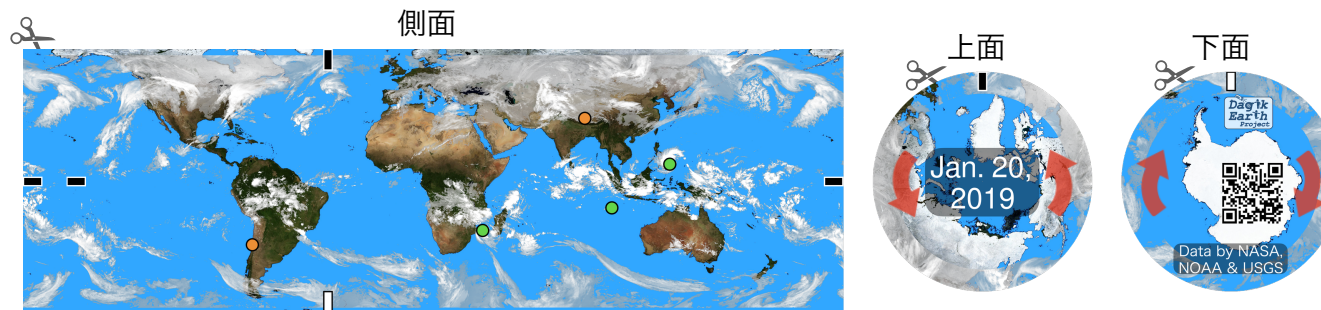 側面
上面
下面
Jan. 20,
2019
Dagik
Earth
Project
Data by NASA,
NOAA & USGS